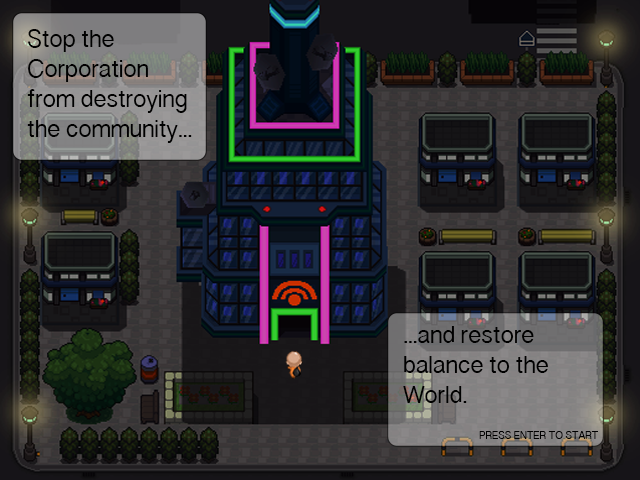 Stop the
Corporation
from destroying
the community...
...and restore
balance to the
World.
PRESS ENTER TO START